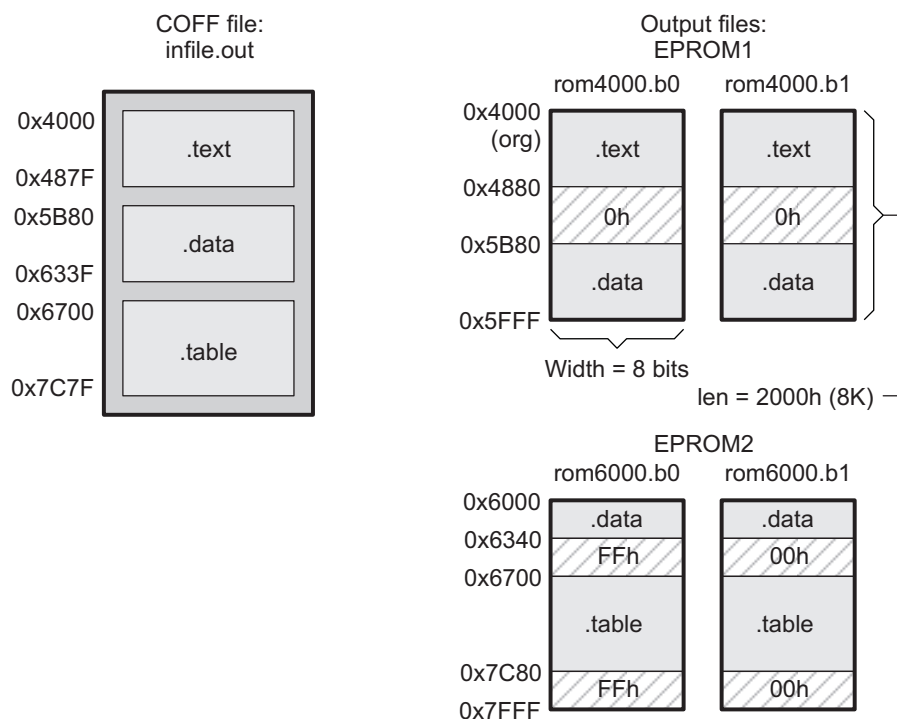 COFF file:
infile.out
0x4000
.text
0x487F
0x5B80
.data
0x633F
0x6700
.table
0x7C7F
Output files:
EPROM1
rom4000.b0 rom4000.b1
0x4000
(org)
.text .text
0x4880
0h 0h
0x5B80
.data .data
0x5FFF
Width = 8 bits
len = 2000h (8K)
EPROM2
rom6000.b0 rom6000.b1
0x6000
.data .data
0x6340
FFh 00h
0x6700
.table .table
0x7C80
FFh 00h
0x7FFF